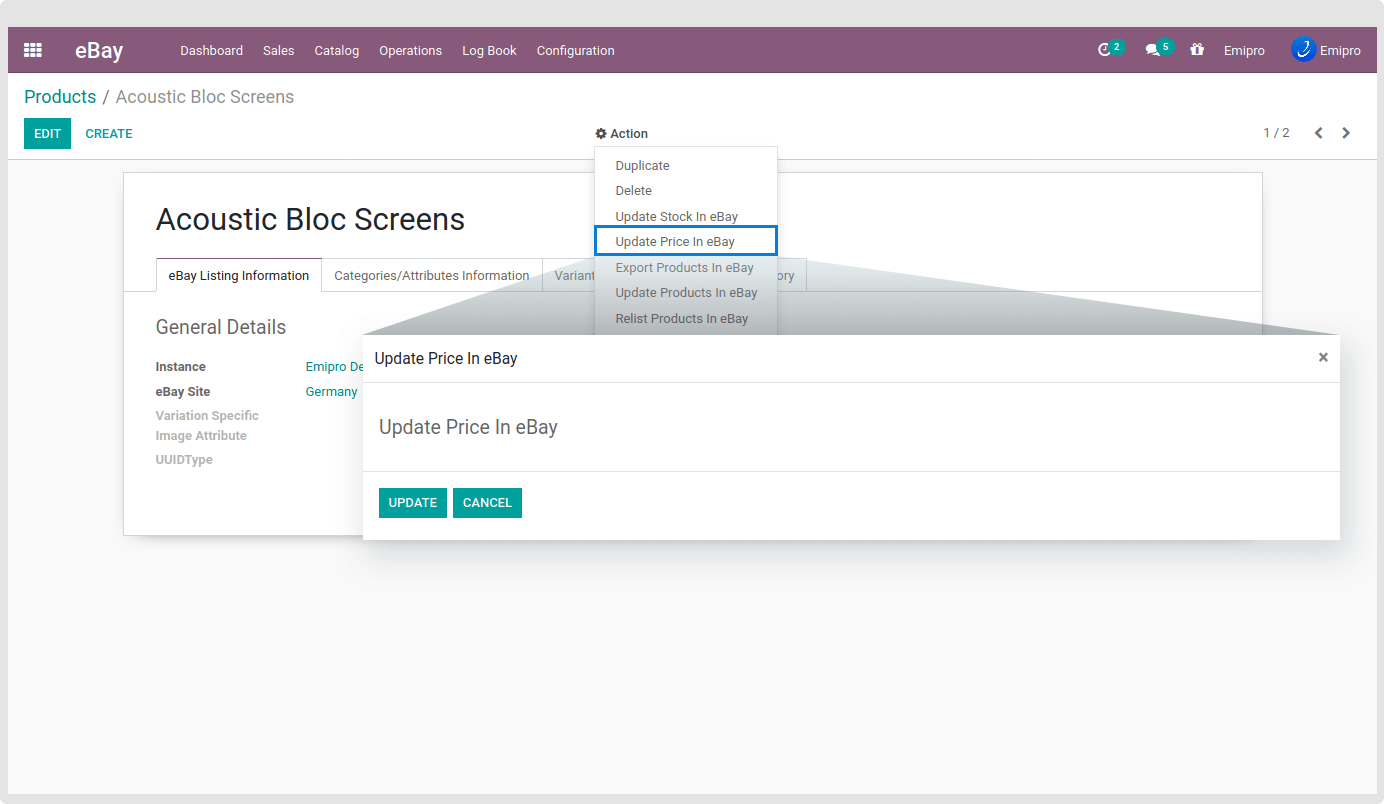 eBay Dashboard Sales Catalog Operations Log Book Configuration 2 5 Emipro Emipro
Products / Acoustic Bloc Screens
EDIT CREATE Action 1 / 2
Duplicate
Delete
Update Stock In eBay
Update Price In eBay
Export Products In eBay
Update Products In eBay
Relist Products In eBay
Acoustic Bloc Screens
eBay Listing Information Categories/Attributes Information Variant ory
General Details
Instance Emipro De
eBay Site Germany
Variation Specific
Image Attribute
UUIDType
Update Price In eBay ×
Update Price In eBay
UPDATE CANCEL